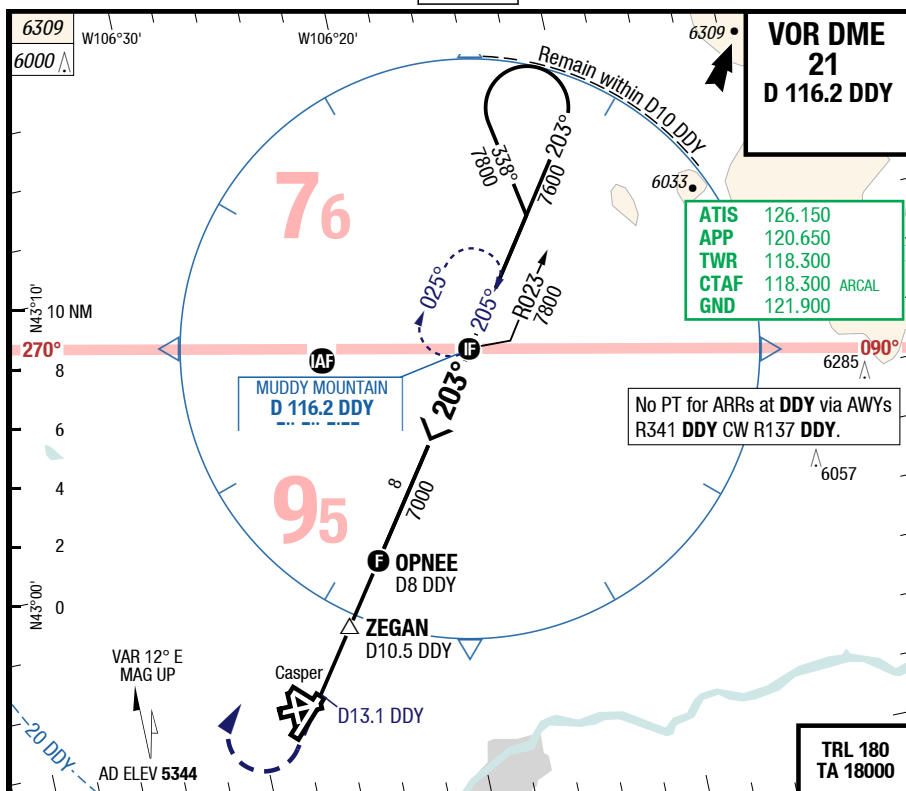 6309
6000
W106°30'
W106°20'
6309
VOR DME
21
D 116.2 DDY
Remain within D10 DDY
203°
7600
338°
7800
6033
76
ATIS 126.150
APP 120.650
TWR 118.300
CTAF 118.300 ARCAL
GND 121.900
025°
205°
R023
7800
N43°10'
10 NM
270°
IAF
IF
090°
8
6285
MUDDY MOUNTAIN
D 116.2 DDY
203°
No PT for ARRs at DDY via AWYs
R341 DDY CW R137 DDY.
6
6057
4
95
8
7000
2
F OPNEE
D8 DDY
N43°00'
0
ZEGAN
D10.5 DDY
VAR 12° E
MAG UP
Casper
D13.1 DDY
20 DDY
AD ELEV 5344
TRL 180
TA 18000